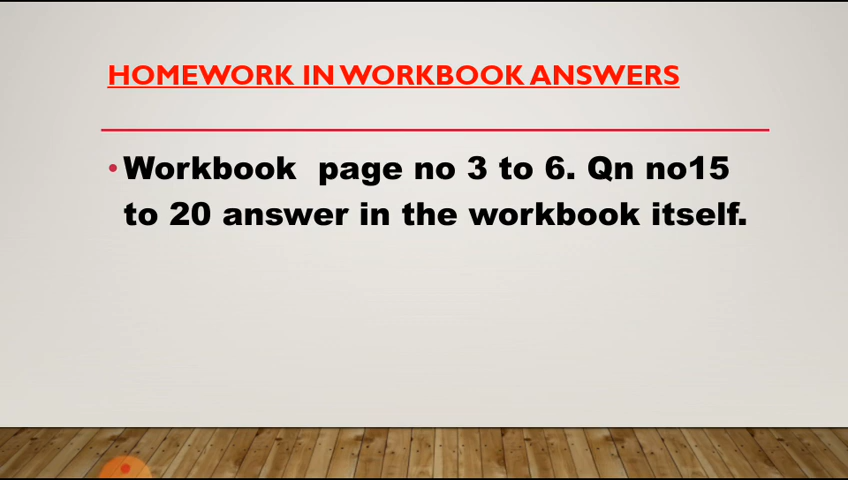 HOMEWORK IN WORKBOOK ANSWERS
• Workbook page no 3 to 6. Qn no15
to 20 answer in the workbook itself.